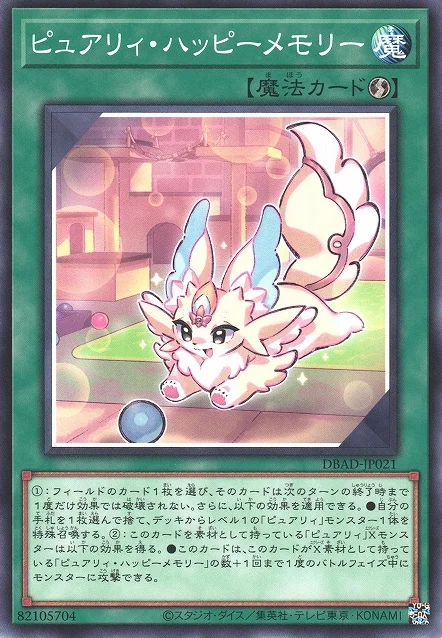 ピュアリィ・ハッピーメモリー
魔
【魔法カード】
DBAD-JP021
①：フィールドのカード１枚を選び、そのカードは次のターンの終了時まで
１度だけ効果では破壊されない。さらに、以下の効果を適用できる。●自分の
手札を１枚選んで捨て、デッキからレベル１の「ピュアリィ」モンスター１体を
特殊召喚する。②：このカードを素材として持っている「ピュアリィ」Ｘモンス
ターは以下の効果を得る。●このカードは、このカードがＸ素材として持って
いる「ピュアリィ・ハッピーメモリー」の数＋１回まで１度のバトルフェイズ中に
モンスターに攻撃できる。
82105704
©スタジオ・ダイス／集英社・テレビ東京・KONAMI